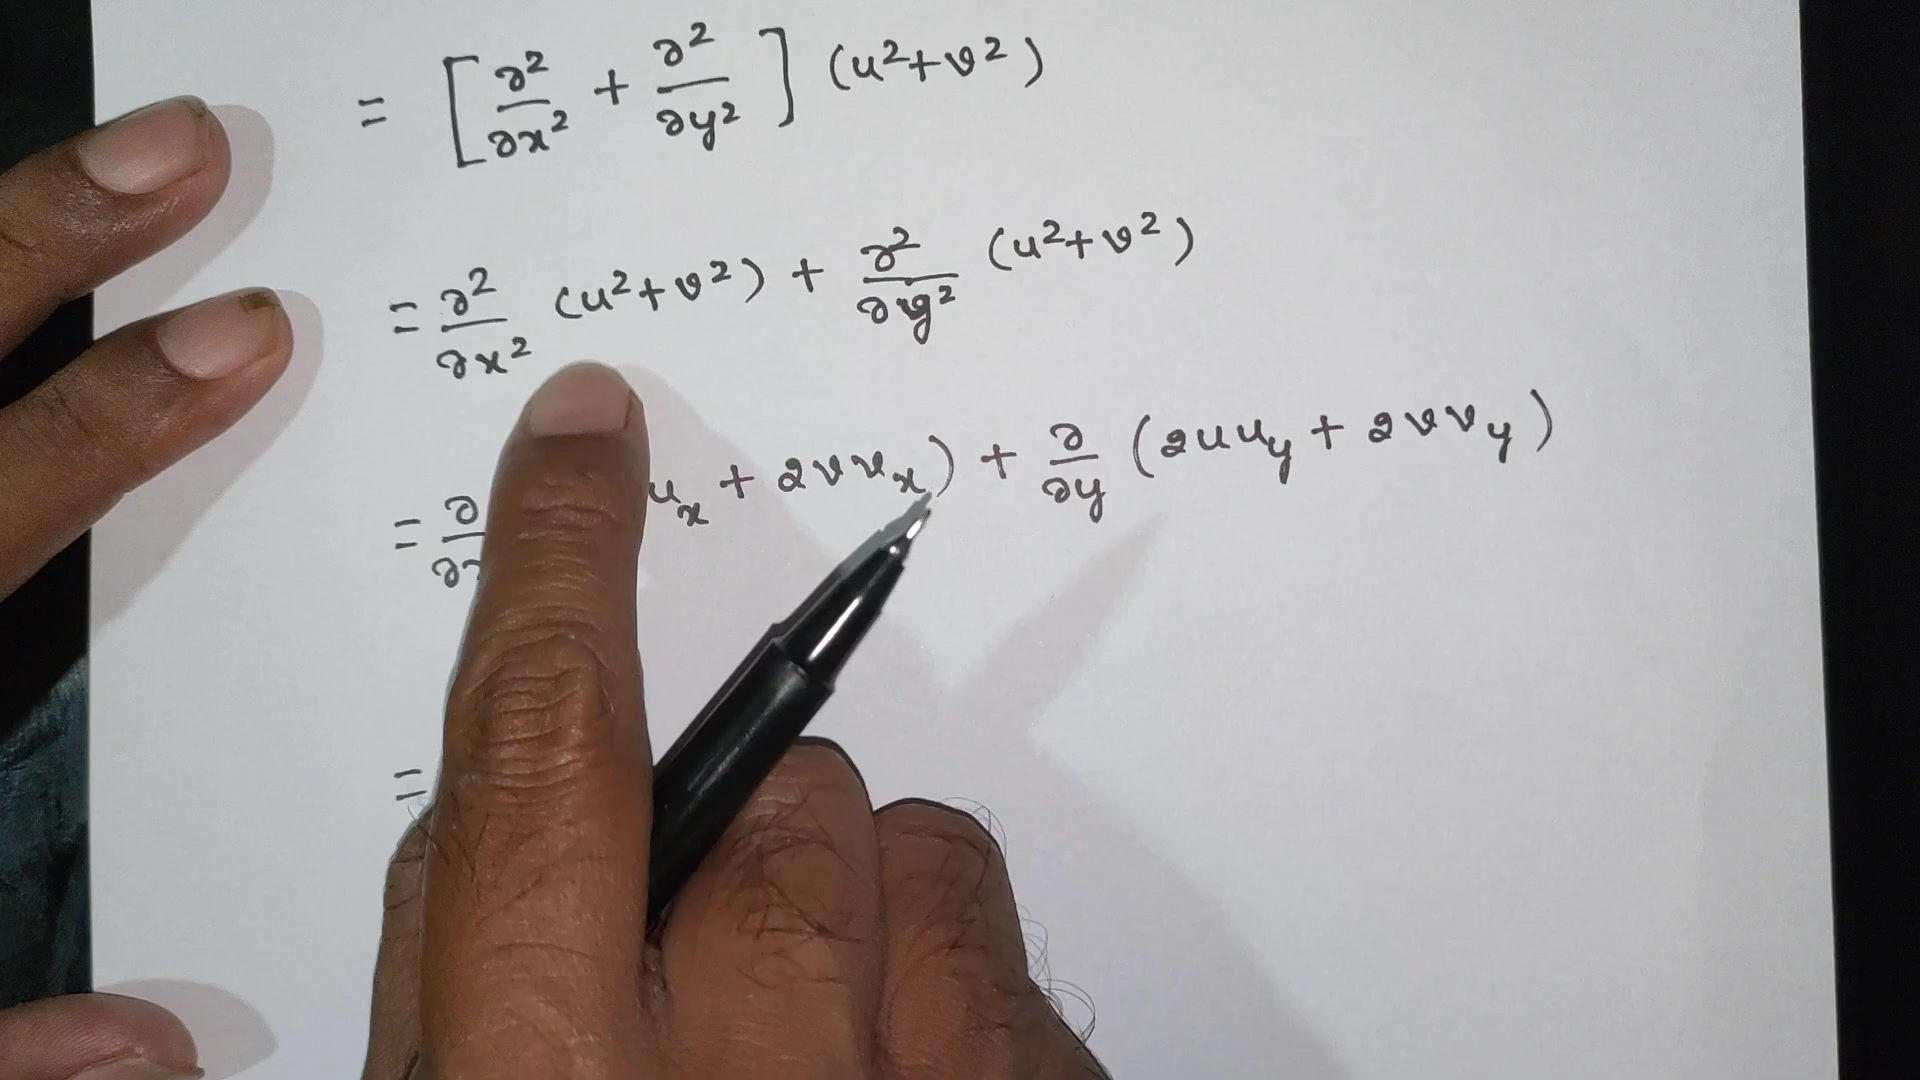 = [∂²/∂x² + ∂²/∂y²] (u²+v²)
= ∂²/∂x² (u²+v²) + ∂²/∂y² (u²+v²)
= ∂/∂x u_x + 2vv_x) + ∂/∂y (2uu_y + 2vv_y)
=